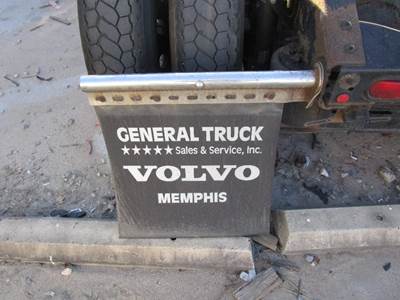 GENERAL TRUCK
★★★★★ Sales & Service, Inc.
VOLVO
MEMPHIS